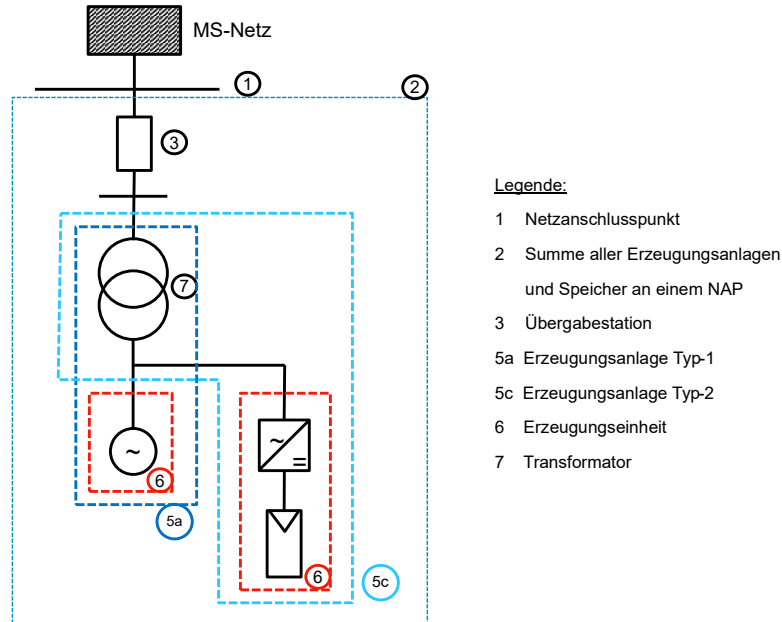 MS-Netz
1
2
3
7
~
6
5a
~
=
6
5c
Legende:
1 Netzanschlusspunkt
2 Summe aller Erzeugungsanlagen
und Speicher an einem NAP
3 Übergabestation
5a Erzeugungsanlage Typ-1
5c Erzeugungsanlage Typ-2
6 Erzeugungseinheit
7 Transformator